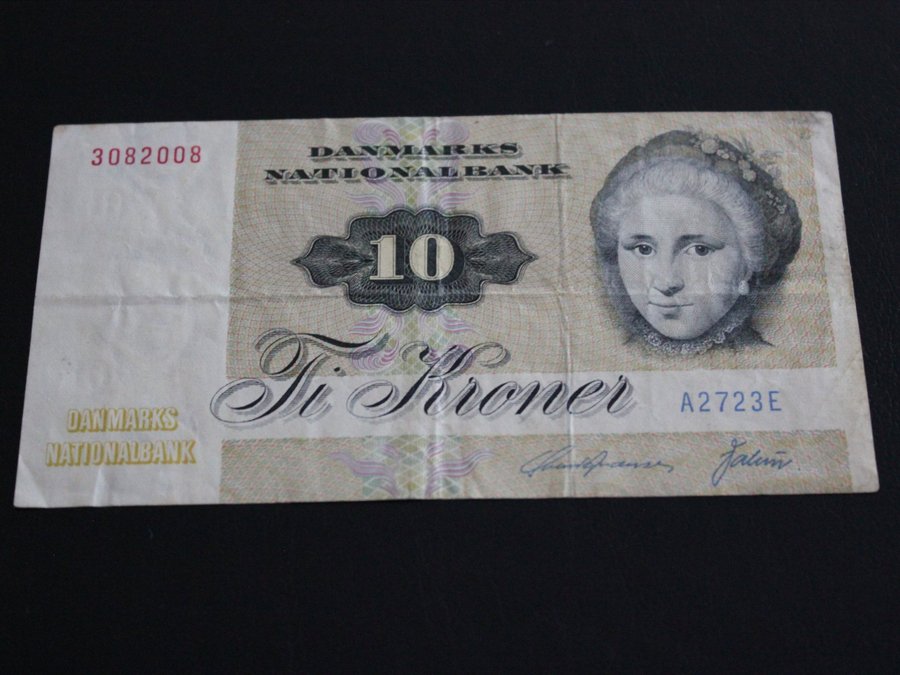 3082008
DANMARKS
NATIONALBANK
10
Ti Kroner
A2723E
DANMARKS
NATIONALBANK